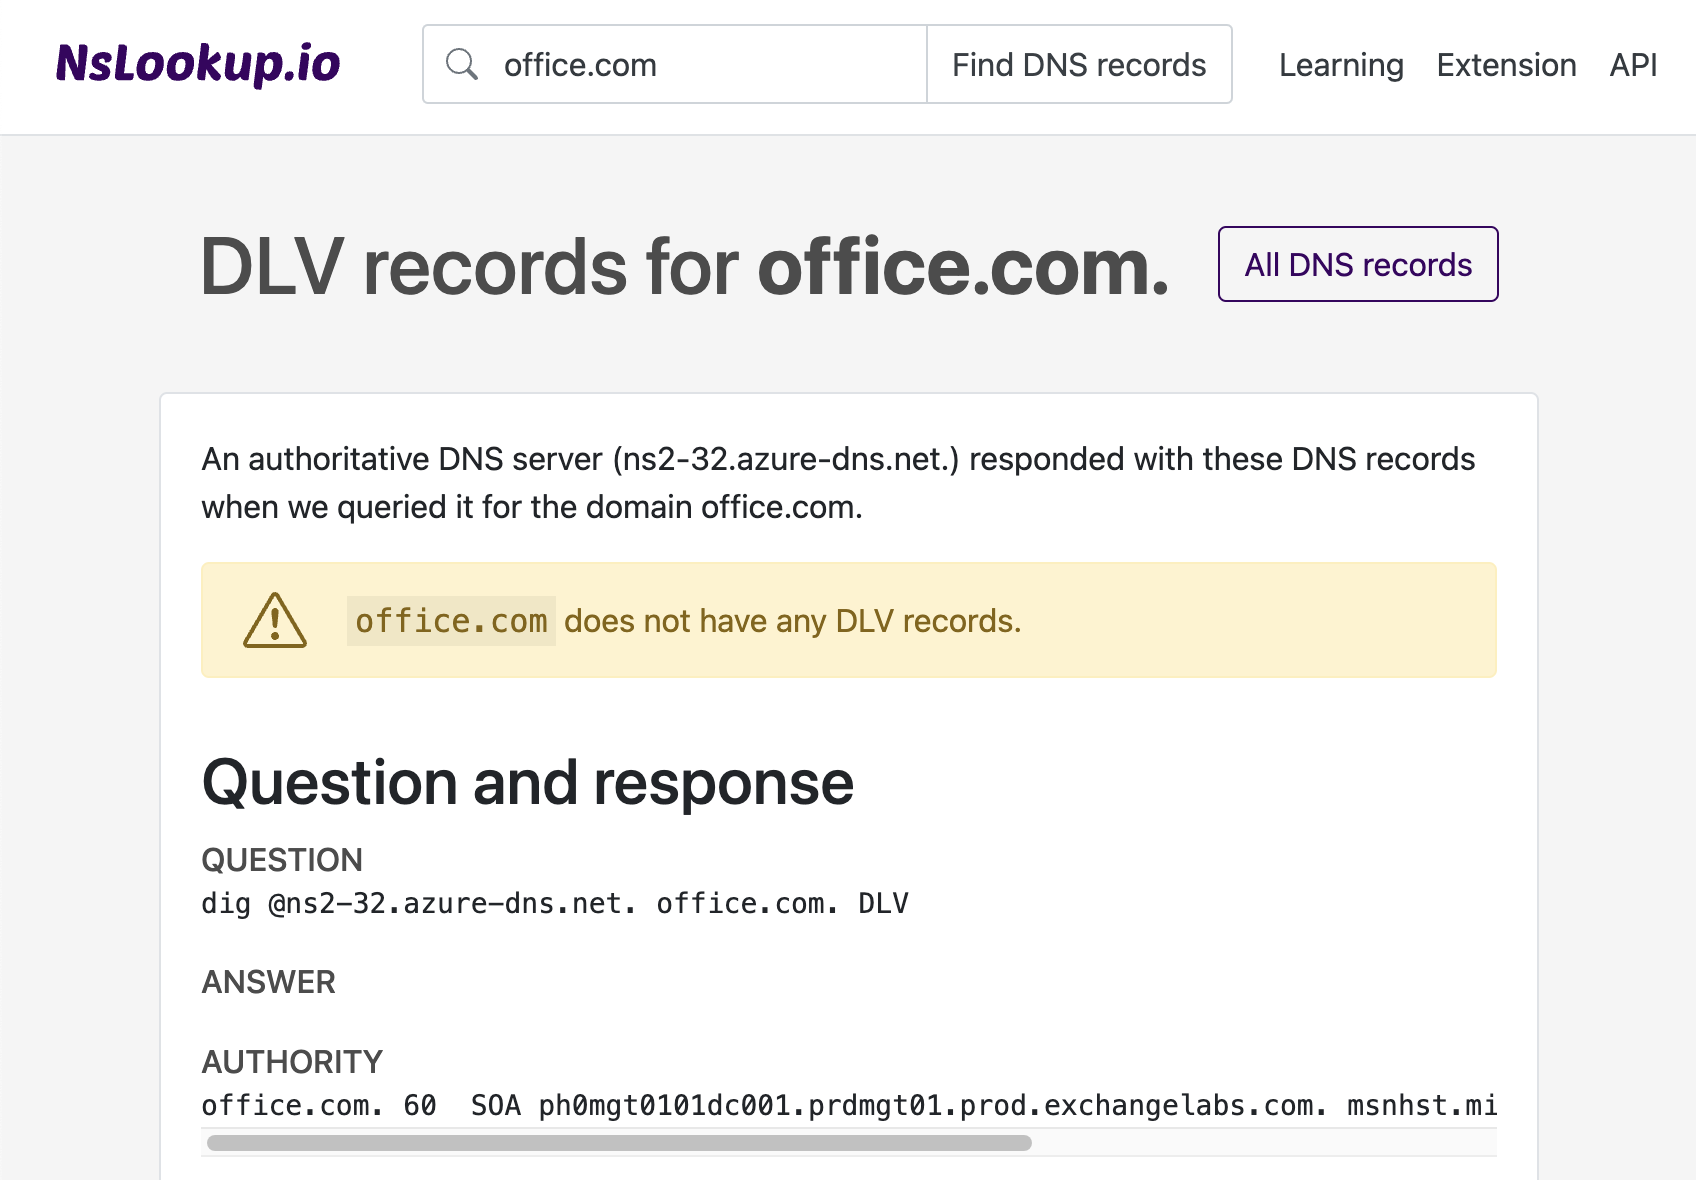 NsLookup.io
office.com
Find DNS records
Learning
Extension
API
DLV records for office.com.
All DNS records
An authoritative DNS server (ns2-32.azure-dns.net.) responded with these DNS records
when we queried it for the domain office.com.
office.com does not have any DLV records.
Question and response
QUESTION
dig @ns2-32.azure-dns.net. office.com. DLV
ANSWER
AUTHORITY
office.com. 60  SOA ph0mgt0101dc001.prdmgt01.prod.exchangelabs.com. msnhst.mi